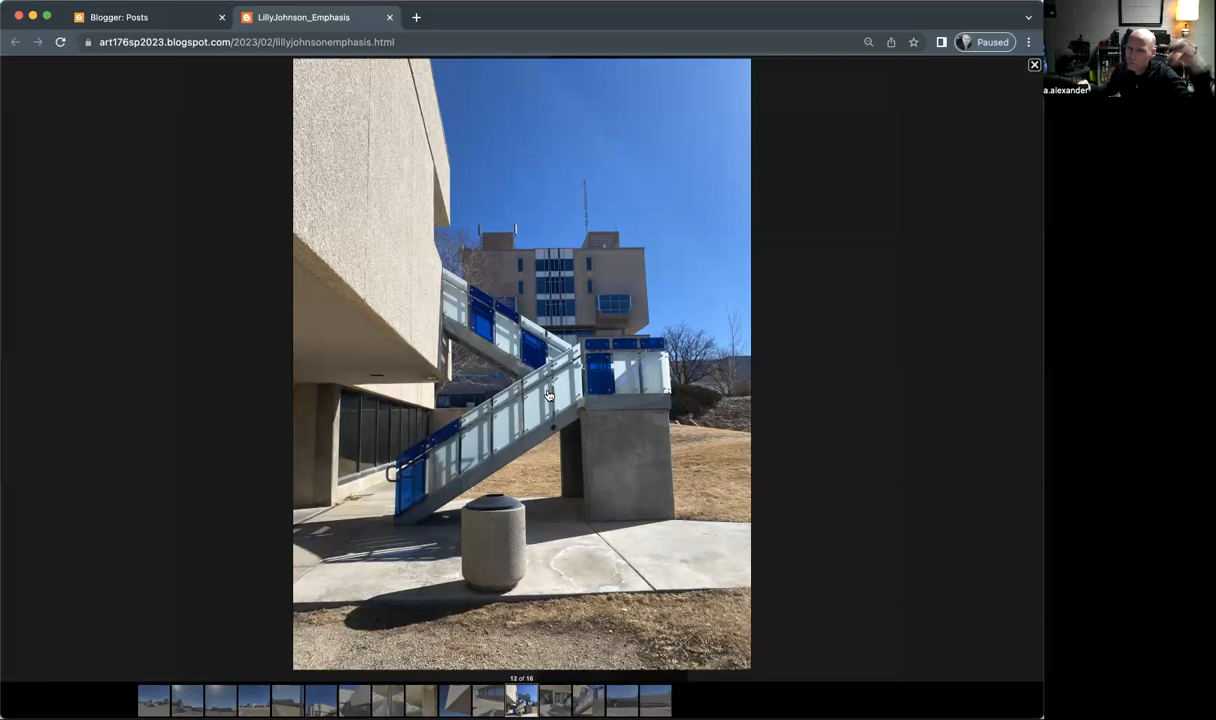 Blogger: Posts
LillyJohnson_Emphasis
art176sp2023.blogspot.com/2023/02/lillyjohnsonemphasis.html
Paused
a.alexander
12 of 16